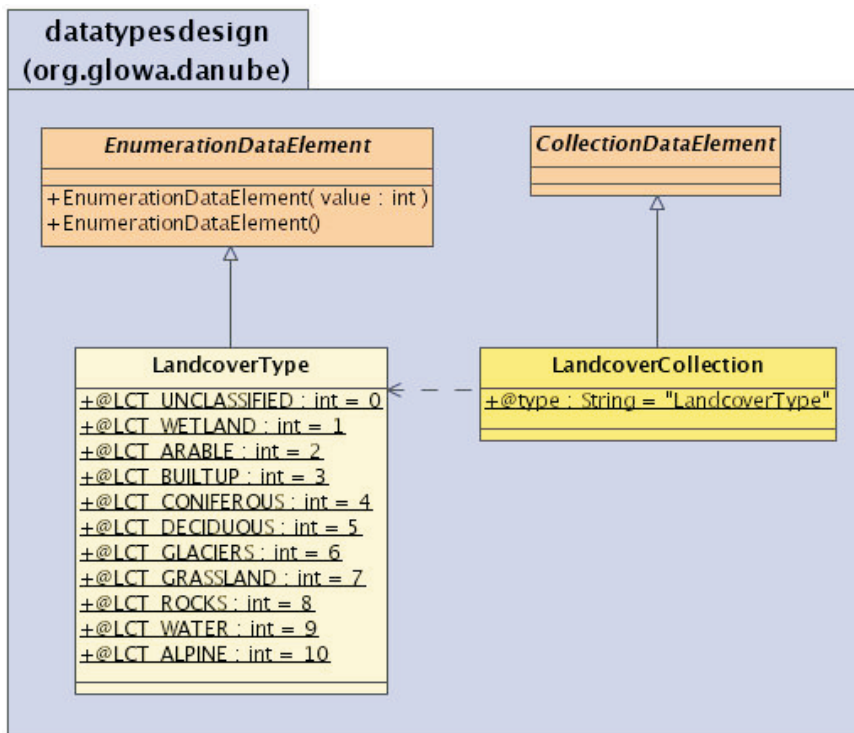 datatypesdesign
(org.glowa.danube)
EnumerationDataElement
+EnumerationDataElement( value : int )
+EnumerationDataElement()
CollectionDataElement
LandcoverType
+@LCT_UNCLASSIFIED : int = 0
+@LCT_WETLAND : int = 1
+@LCT_ARABLE : int = 2
+@LCT_BUILTUP : int = 3
+@LCT_CONIFEROUS : int = 4
+@LCT_DECIDUOUS : int = 5
+@LCT_GLACIERS : int = 6
+@LCT_GRASSLAND : int = 7
+@LCT_ROCKS : int = 8
+@LCT_WATER : int = 9
+@LCT_ALPINE : int = 10
LandcoverCollection
+@type : String = "LandcoverType"